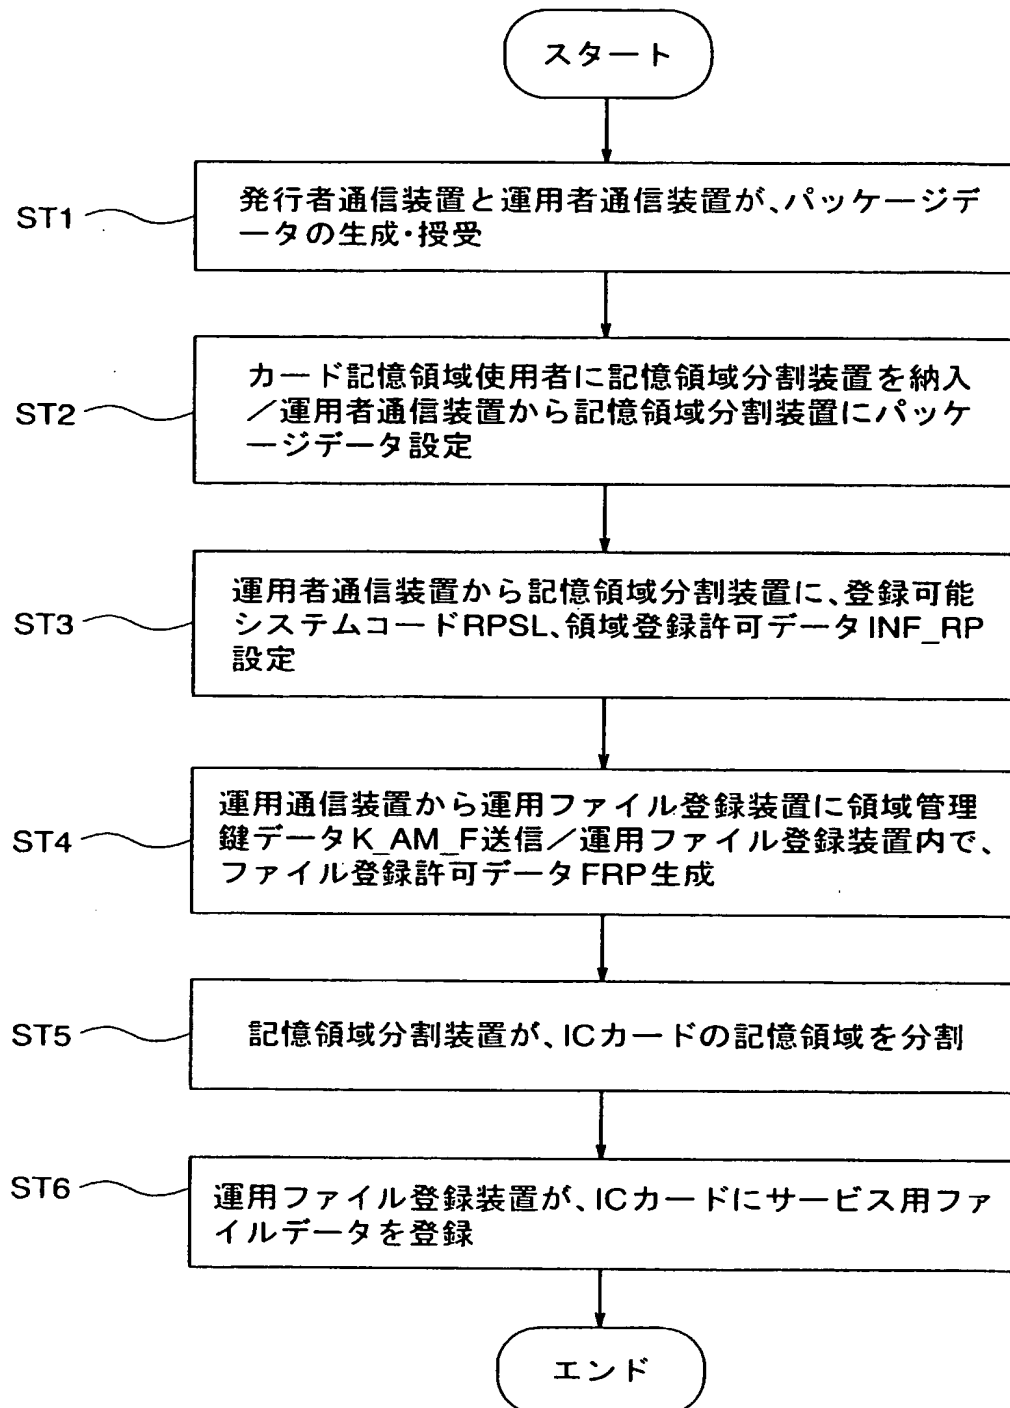 スタート
ST1
発行者通信装置と運用者通信装置が、パッケージデ
ータの生成・授受
ST2
カード記憶領域使用者に記憶領域分割装置を納入
／運用者通信装置から記憶領域分割装置にパッケ
ージデータ設定
ST3
運用者通信装置から記憶領域分割装置に、登録可能
システムコードRPSL、領域登録許可データINF_RP
設定
ST4
運用通信装置から運用ファイル登録装置に領域管理
鍵データK_AM_F送信／運用ファイル登録装置内で、
ファイル登録許可データFRP生成
ST5
記憶領域分割装置が、ICカードの記憶領域を分割
ST6
運用ファイル登録装置が、ICカードにサービス用ファ
イルデータを登録
エンド